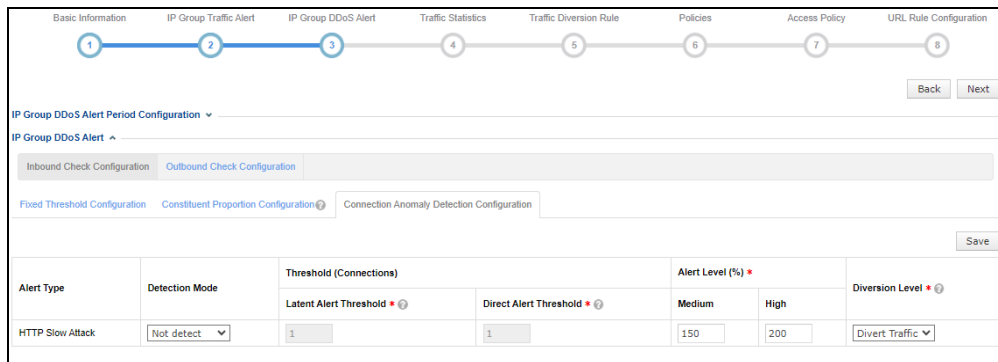 Basic Information IP Group Traffic Alert IP Group DDoS Alert Traffic Statistics Traffic Diversion Rule Policies Access Policy URL Rule Configuration
1 2 3 4 5 6 7 8
Back Next
IP Group DDoS Alert Period Configuration
IP Group DDoS Alert
Inbound Check Configuration Outbound Check Configuration
Fixed Threshold Configuration Constituent Proportion Configuration ? Connection Anomaly Detection Configuration
Save
Alert Type Detection Mode Threshold (Connections) Alert Level (%) * Diversion Level * ?
Latent Alert Threshold * ? Direct Alert Threshold * ? Medium High
HTTP Slow Attack Not detect 1 1 150 200 Divert Traffic